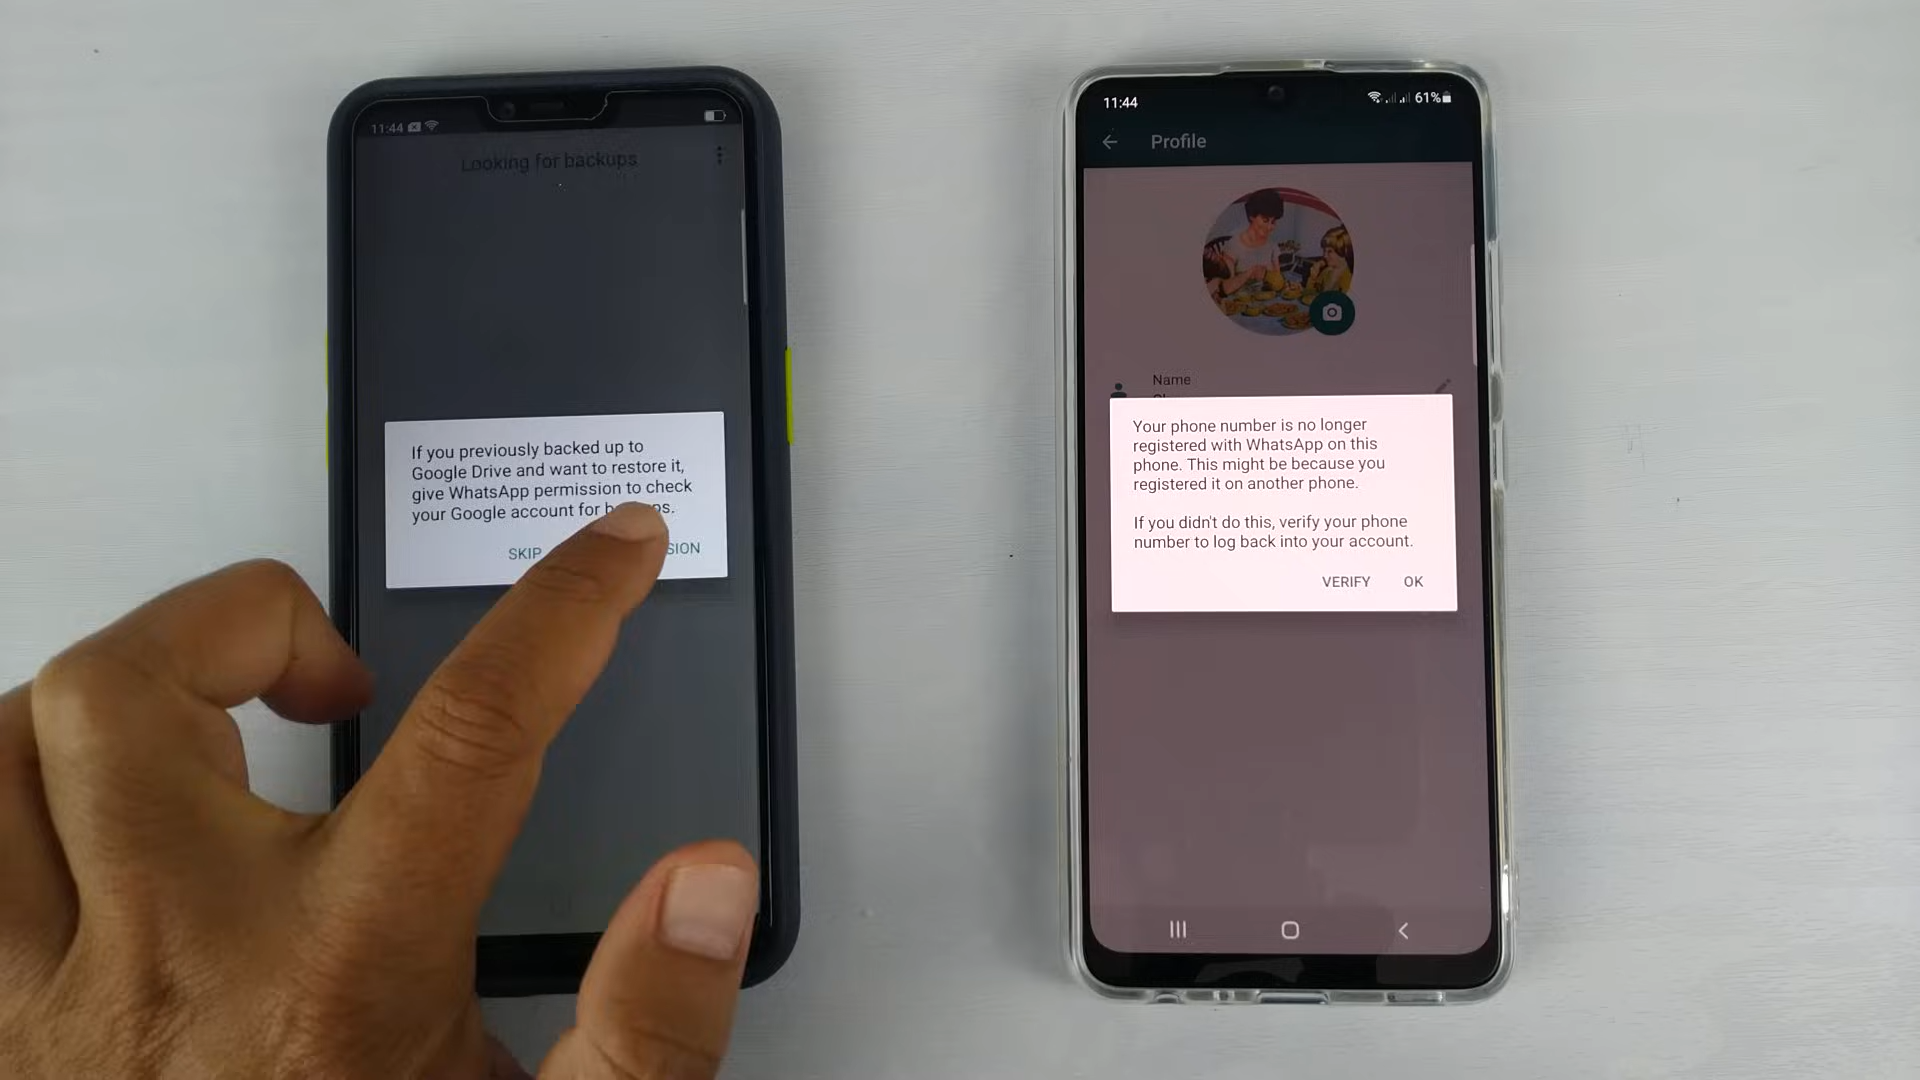 11:44
Looking for backups
If you previously backed up to
Google Drive and want to restore it,
give WhatsApp permission to check
your Google account for
SKIP
11:44
61%
Profile
Name
Your phone number is no longer
registered with WhatsApp on this
phone. This might be because you
registered it on another phone.
If you didn't do this, verify your phone
number to log back into your account.
VERIFY OK